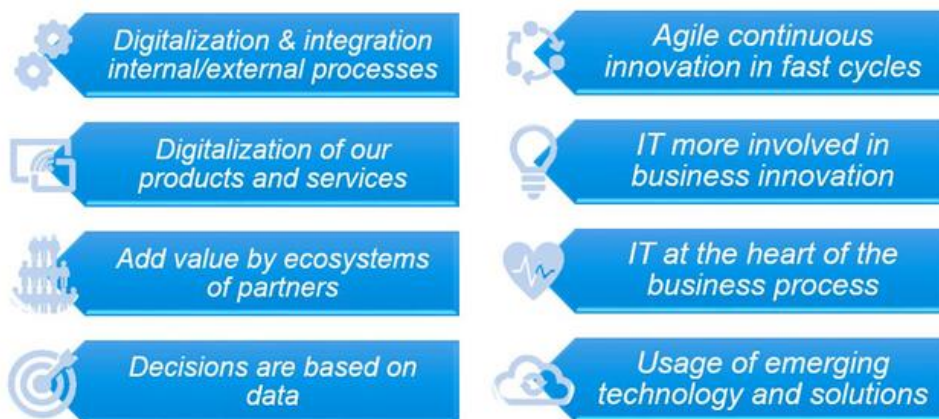 Digitalization & integration
internal/external processes
Digitalization of our
products and services
Add value by ecosystems
of partners
Decisions are based on
data
Agile continuous
innovation in fast cycles
IT more involved in
business innovation
IT at the heart of the
business process
Usage of emerging
technology and solutions